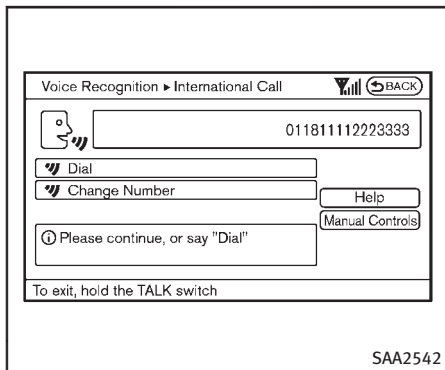 Voice Recognition ▸ International Call BACK
011811112223333
Dial
Change Number
Help
Manual Controls
Please continue, or say "Dial"
To exit, hold the TALK switch
SAA2542